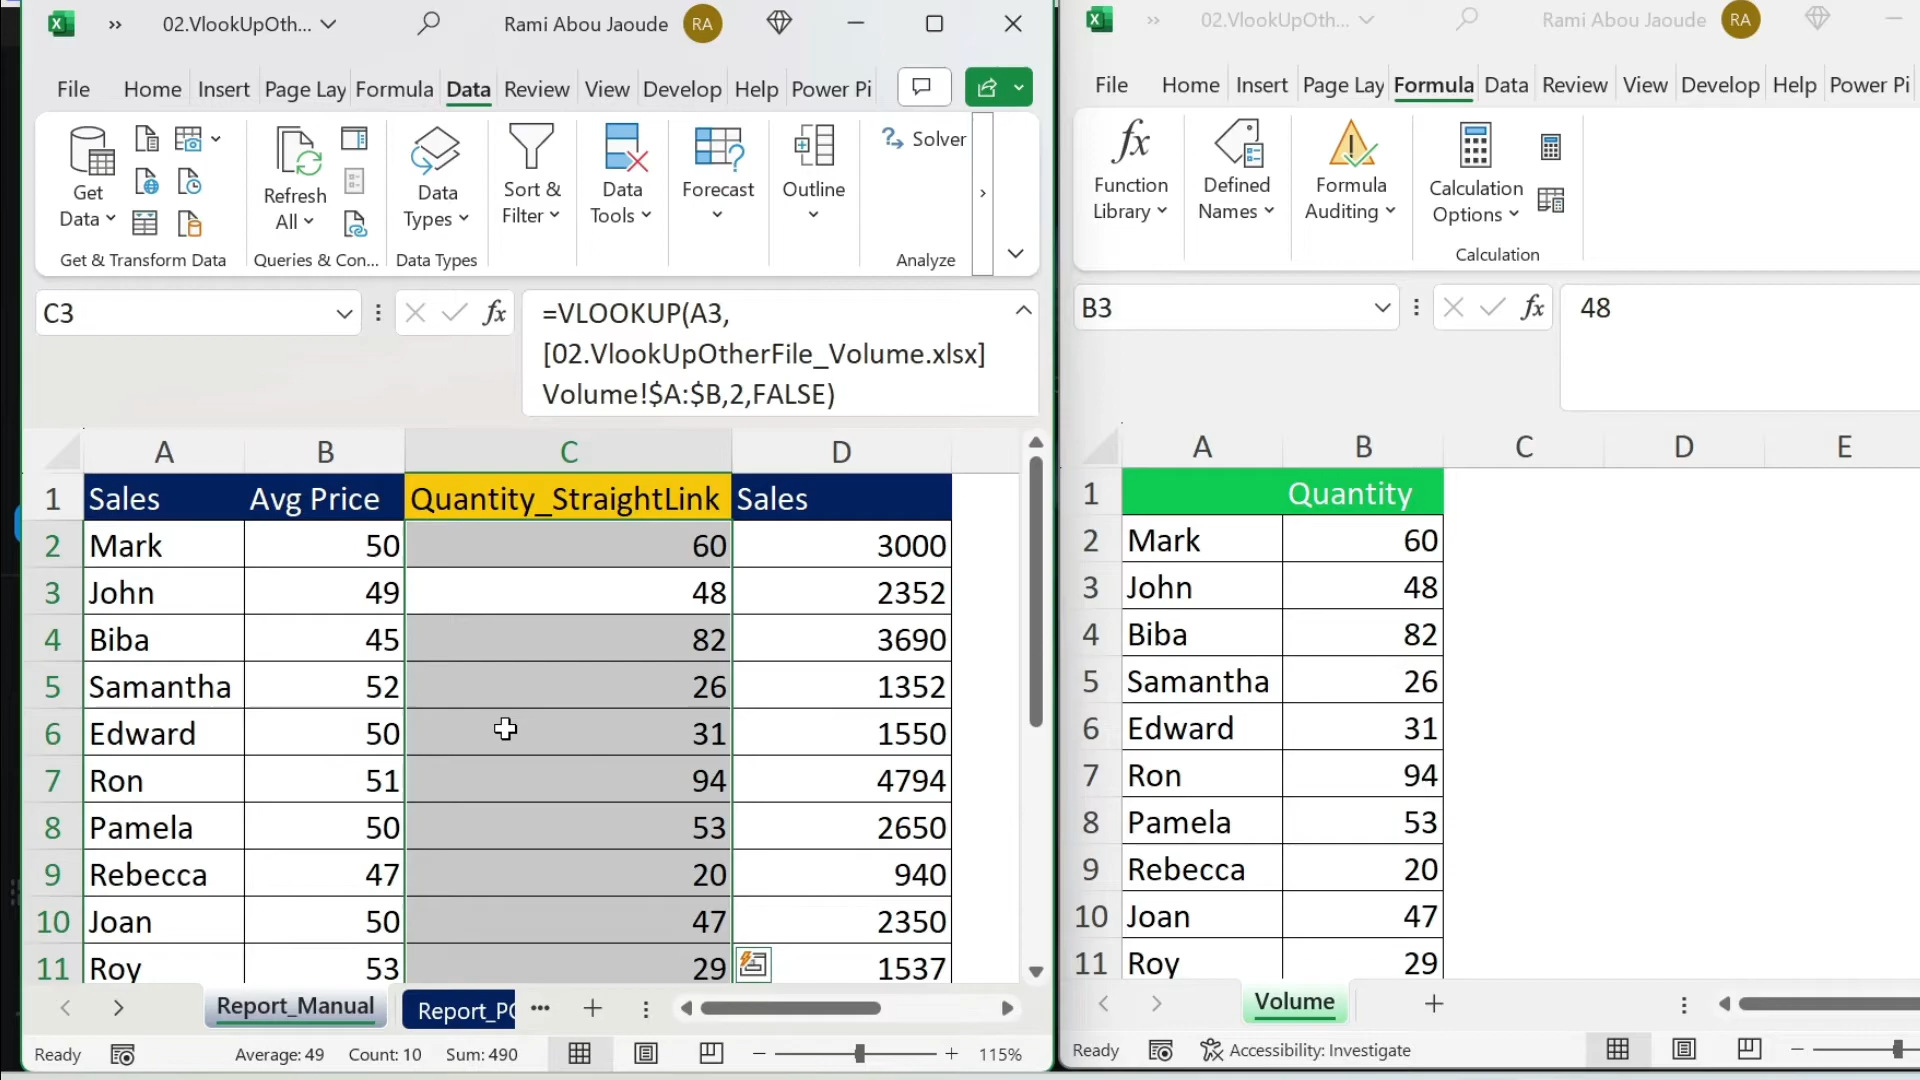 02.VlookUpOth...
Rami Abou Jaoude
RA
File
Home
Insert
Page Lay
Formula
Data
Review
View
Develop
Help
Power Pi
Get
Data
Refresh
All
Data
Types
Sort &
Filter
Data
Tools
Forecast
Outline
Solver
Get & Transform Data
Queries & Con...
Data Types
Analyze
C3
fx
=VLOOKUP(A3,
[02.VlookUpOtherFile_Volume.xlsx]
Volume!$A:$B,2,FALSE)
A B C D
1 Sales Avg Price Quantity_StraightLink Sales
2 Mark 50 60 3000
3 John 49 48 2352
4 Biba 45 82 3690
5 Samantha 52 26 1352
6 Edward 50 31 1550
7 Ron 51 94 4794
8 Pamela 50 53 2650
9 Rebecca 47 20 940
10 Joan 50 47 2350
11 Roy 53 29 1537
Report_Manual
Report_PQ
Ready
Average: 49
Count: 10
Sum: 490
115%
02.VlookUpOth...
Rami Abou Jaoude
RA
File
Home
Insert
Page Lay
Formula
Data
Review
View
Develop
Help
Power Pi
fx
Function
Library
Defined
Names
Formula
Auditing
Calculation
Options
Calculation
B3
fx
48
A B C D E
1 Quantity
2 Mark 60
3 John 48
4 Biba 82
5 Samantha 26
6 Edward 31
7 Ron 94
8 Pamela 53
9 Rebecca 20
10 Joan 47
11 Roy 29
Volume
Ready
Accessibility: Investigate